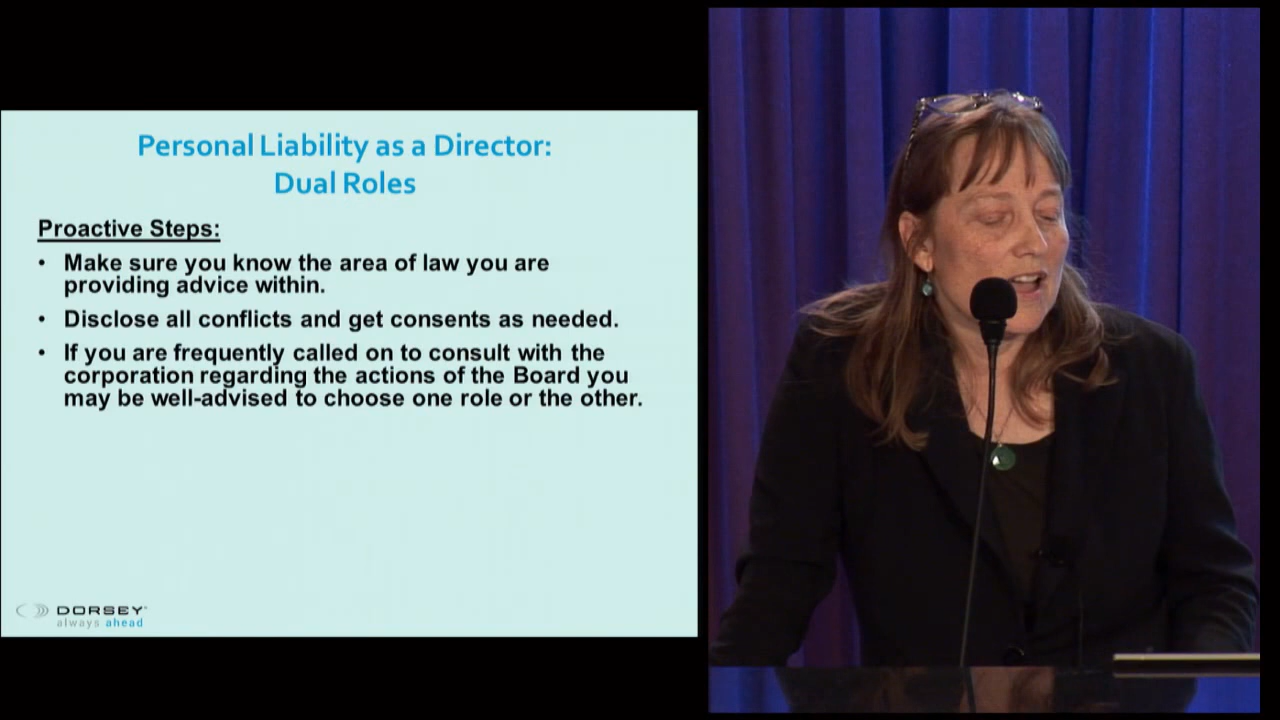 Personal Liability as a Director:
Dual Roles
Proactive Steps:
• Make sure you know the area of law you are
providing advice within.
• Disclose all conflicts and get consents as needed.
• If you are frequently called on to consult with the
corporation regarding the actions of the Board you
may be well-advised to choose one role or the other.
DORSEY
always ahead